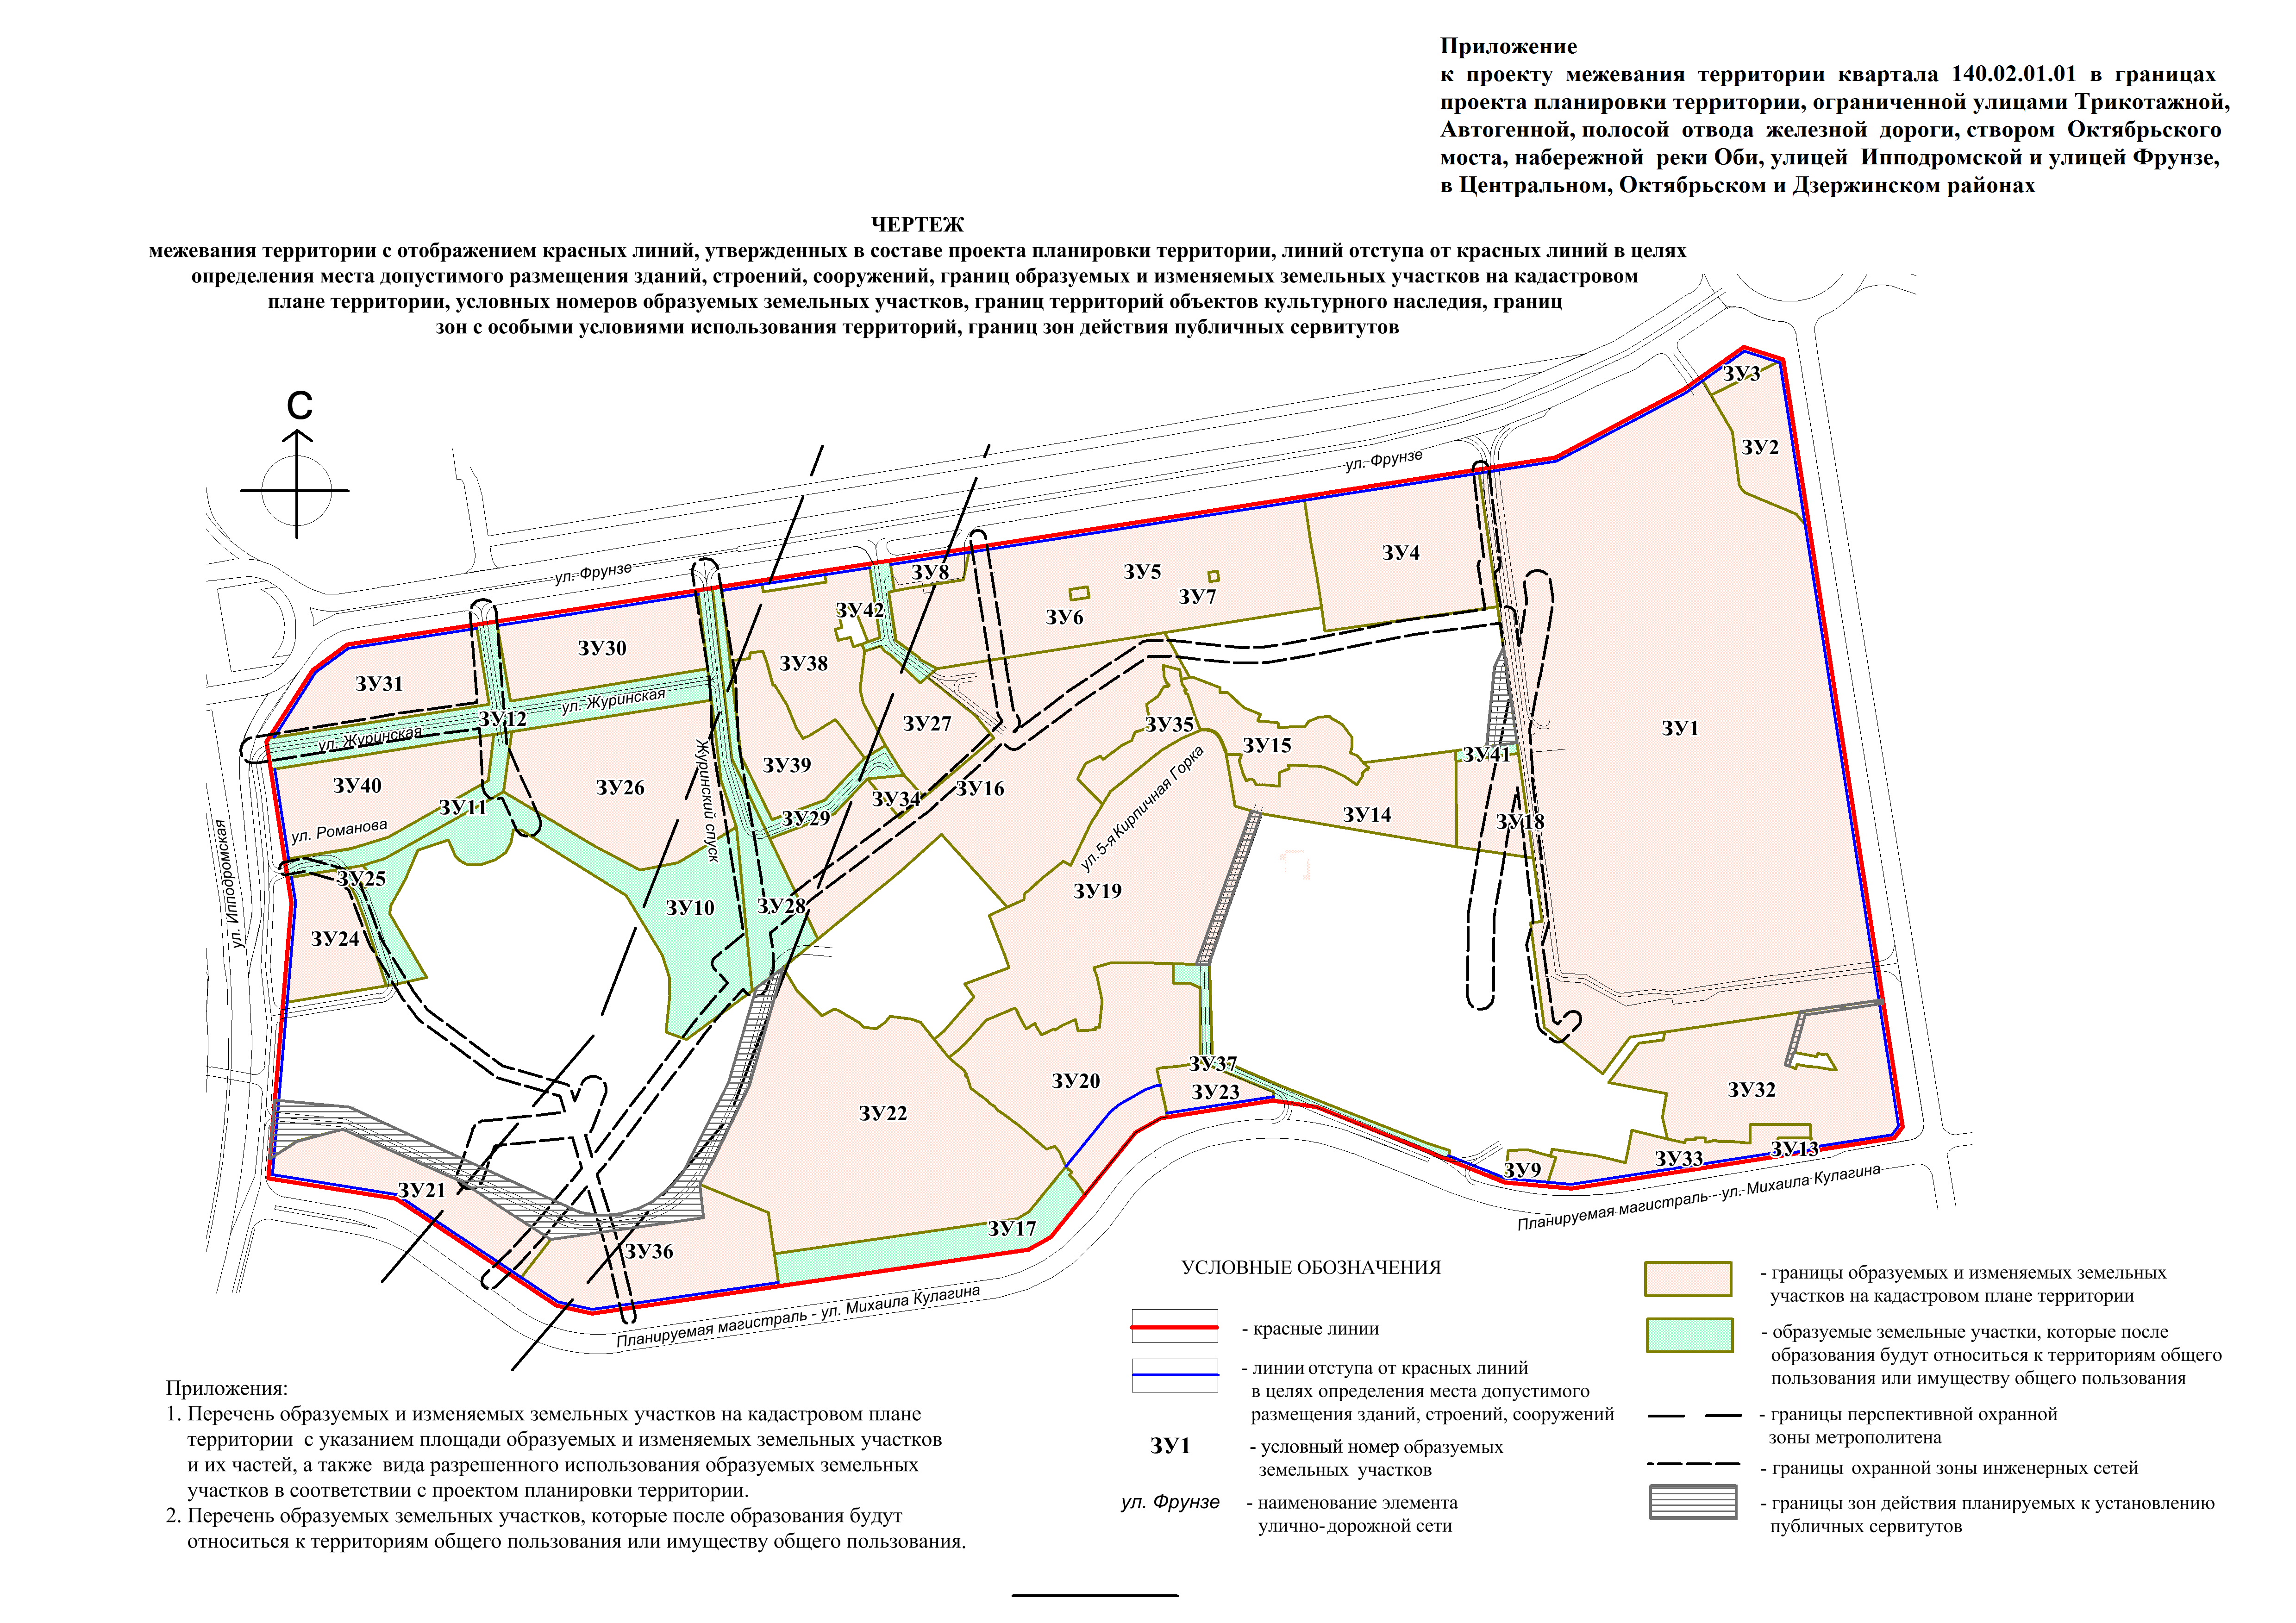 Приложение
к проекту межевания территории квартала 140.02.01.01 в границах
проекта планировки территории, ограниченной улицами Трикотажной,
Автогенной, полосой отвода железной дороги, створом Октябрьского
моста, набережной реки Оби, улицей Ипподромской и улицей Фрунзе,
в Центральном, Октябрьском и Дзержинском районах
ЧЕРТЕЖ
межевания территории с отображением красных линий, утвержденных в составе проекта планировки территории, линий отступа от красных линий в целях
определения места допустимого размещения зданий, строений, сооружений, границ образуемых и изменяемых земельных участков на кадастровом
плане территории, условных номеров образуемых земельных участков, границ территорий объектов культурного наследия, границ
зон с особыми условиями использования территорий, границ зон действия публичных сервитутов
С
ЗУ3
ЗУ2
ул. Фрунзе
ЗУ4
ул. Фрунзе
ЗУ8
ЗУ5
ЗУ7
ЗУ42
ЗУ6
ЗУ30
ЗУ38
ЗУ31
ул. Журинская
ЗУ12
ЗУ27
ЗУ35
ЗУ1
ул. Журинская
ЗУ15
ЗУ41
Журинский спуск
ЗУ39
ЗУ40
ЗУ26
ЗУ16
ЗУ34
ЗУ11
ул. 5-я Кирпичная Горка
ЗУ14
ЗУ29
ЗУ18
ул. Романова
ул. Ипподромская
ЗУ25
ЗУ19
ЗУ10
ЗУ28
ЗУ24
ЗУ37
ЗУ20
ЗУ23
ЗУ32
ЗУ22
ЗУ13
ЗУ33
ЗУ9
ЗУ21
Планируемая магистраль - ул. Михаила Кулагина
ЗУ17
ЗУ36
Планируемая магистраль - ул. Михаила Кулагина
УСЛОВНЫЕ ОБОЗНАЧЕНИЯ
- красные линии
- линии отступа от красных линий
в целях определения места допустимого
размещения зданий, строений, сооружений
ЗУ1 - условный номер образуемых
земельных участков
ул. Фрунзе - наименование элемента
улично-дорожной сети
- границы образуемых и изменяемых земельных
участков на кадастровом плане территории
- образуемые земельные участки, которые после
образования будут относиться к территориям общего
пользования или имуществу общего пользования
- границы перспективной охранной
зоны метрополитена
- границы охранной зоны инженерных сетей
- границы зон действия планируемых к установлению
публичных сервитутов
Приложения:
1. Перечень образуемых и изменяемых земельных участков на кадастровом плане
территории с указанием площади образуемых и изменяемых земельных участков
и их частей, а также вида разрешенного использования образуемых земельных
участков в соответствии с проектом планировки территории.
2. Перечень образуемых земельных участков, которые после образования будут
относиться к территориям общего пользования или имуществу общего пользования.